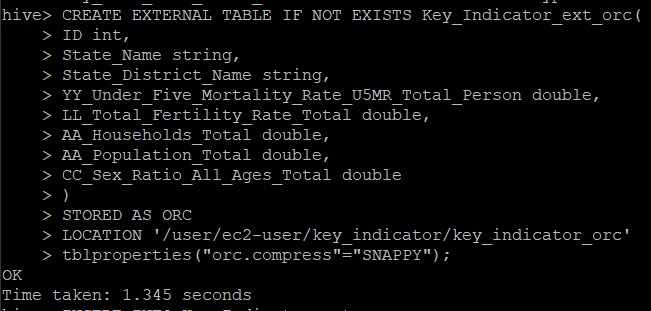 hive> CREATE EXTERNAL TABLE IF NOT EXISTS Key_Indicator_ext_orc(
> ID int,
> State_Name string,
> State_District_Name string,
> YY_Under_Five_Mortality_Rate_U5MR_Total_Person double,
> LL_Total_Fertility_Rate_Total double,
> AA_Households_Total double,
> AA_Population_Total double,
> CC_Sex_Ratio_All_Ages_Total double
> )
> STORED AS ORC
> LOCATION '/user/ec2-user/key_indicator/key_indicator_orc'
> tblproperties("orc.compress"="SNAPPY");
OK
Time taken: 1.345 seconds